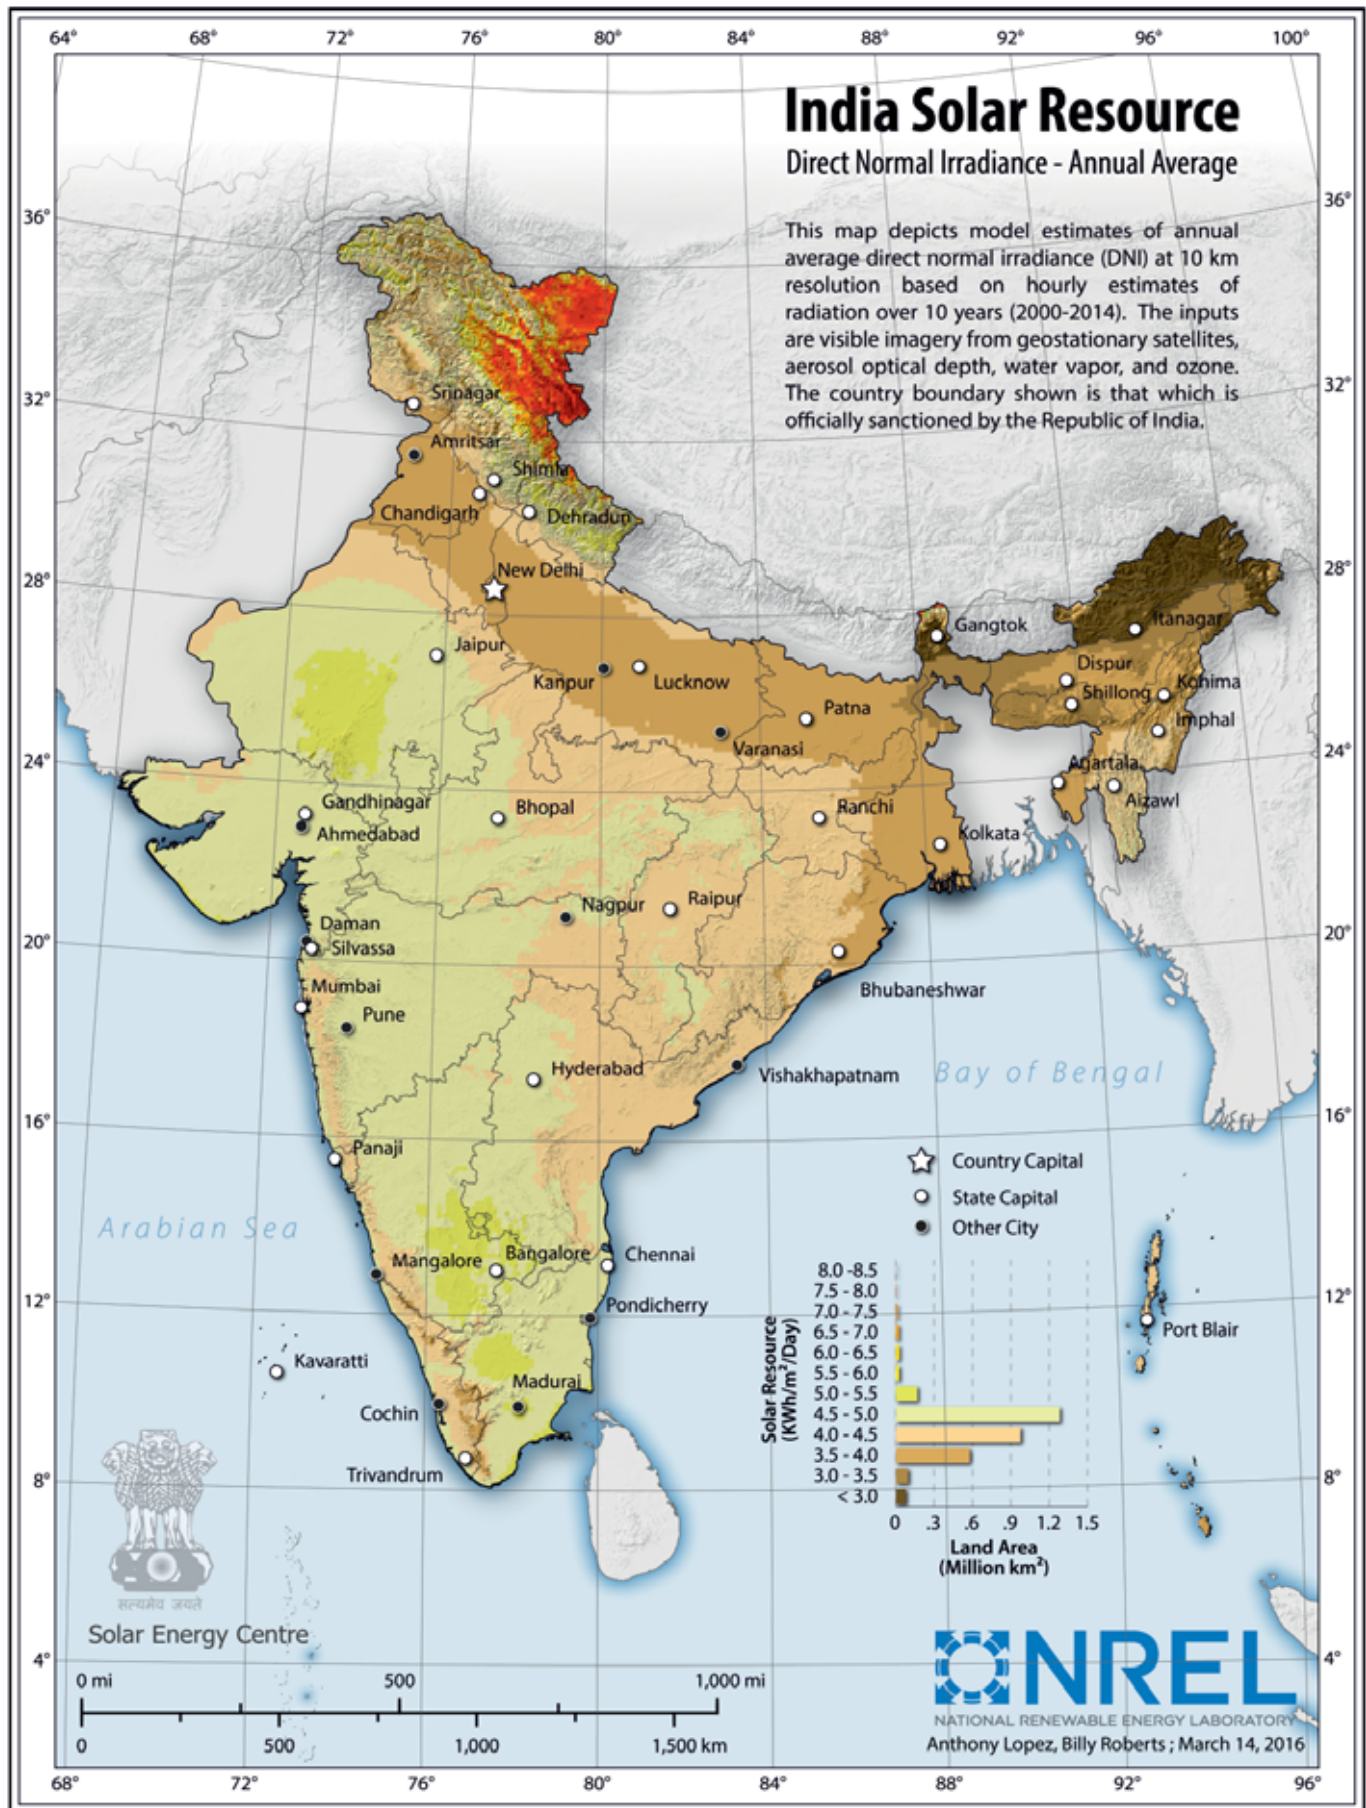 64° 68° 72° 76° 80° 84° 88° 92° 96° 100°
India Solar Resource
Direct Normal Irradiance - Annual Average
This map depicts model estimates of annual
average direct normal irradiance (DNI) at 10 km
resolution based on hourly estimates of
radiation over 10 years (2000-2014). The inputs
are visible imagery from geostationary satellites,
aerosol optical depth, water vapor, and ozone.
The country boundary shown is that which is
officially sanctioned by the Republic of India.
36° 36°
32° 32°
28° 28°
24° 24°
20° 20°
16° 16°
12° 12°
8° 8°
4° 4°
Srinagar
Amritsar
Shimla
Chandigarh
Dehradun
New Delhi
Jaipur
Kanpur
Lucknow
Gangtok
Itanagar
Dispur
Shillong
Kohima
Imphal
Patna
Varanasi
Agartala
Aizawl
Gandhinagar
Ahmedabad
Bhopal
Ranchi
Kolkata
Nagpur
Raipur
Daman
Silvassa
Mumbai
Pune
Bhubaneshwar
Hyderabad
Vishakhapatnam
Bay of Bengal
Panaji
Arabian Sea
Mangalore
Bangalore
Chennai
Pondicherry
Kavaratti
Madurai
Cochin
Trivandrum
Port Blair
Country Capital
State Capital
Other City
Solar Resource
(KWh/m²/Day)
8.0 -8.5
7.5 - 8.0
7.0 - 7.5
6.5 - 7.0
6.0 - 6.5
5.5 - 6.0
5.0 - 5.5
4.5 - 5.0
4.0 - 4.5
3.5 - 4.0
3.0 - 3.5
< 3.0
0 .3 .6 .9 1.2 1.5
Land Area
(Million km²)
सत्यमेव जयते
Solar Energy Centre
0 mi 500 1,000 mi
0 500 1,000 1,500 km
NREL
NATIONAL RENEWABLE ENERGY LABORATORY
Anthony Lopez, Billy Roberts ; March 14, 2016
68° 72° 76° 80° 84° 88° 92° 96°